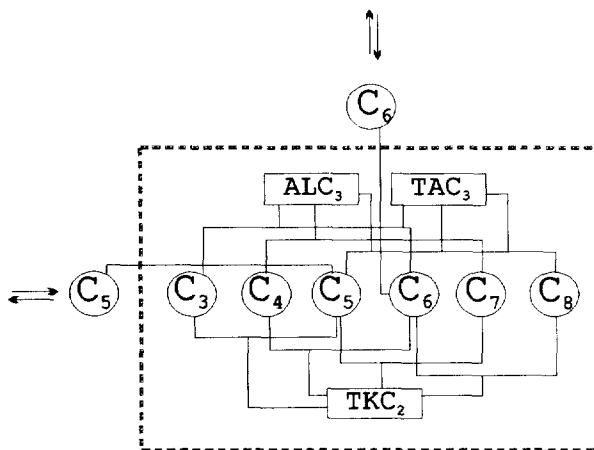 C₆
ALC₃ TAC₃
C₅ C₃ C₄ C₅ C₆ C₇ C₈
TKC₂